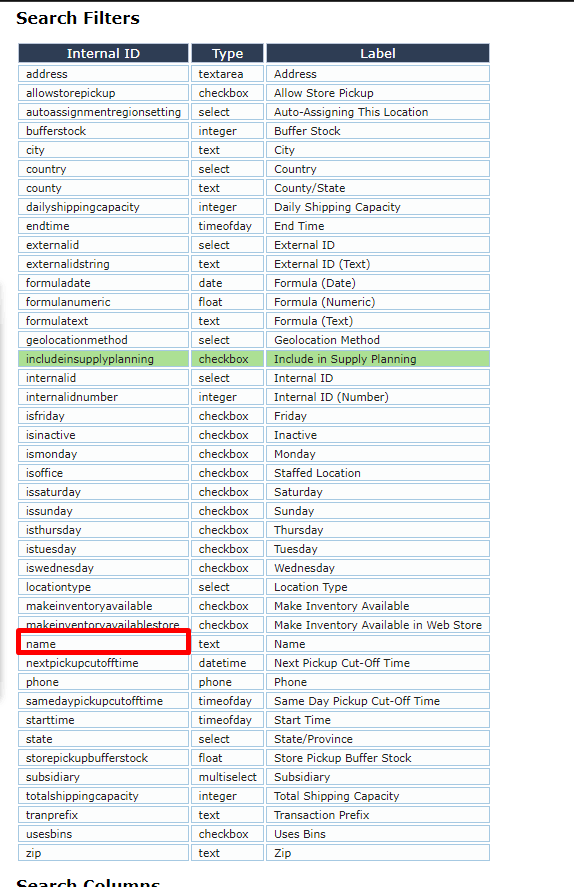 Search Filters
Internal ID Type Label
address textarea Address
allowstorepickup checkbox Allow Store Pickup
autoassignmentregionsetting select Auto-Assigning This Location
bufferstock integer Buffer Stock
city text City
country select Country
county text County/State
dailyshippingcapacity integer Daily Shipping Capacity
endtime timeofday End Time
externalid select External ID
externalidstring text External ID (Text)
formuladate date Formula (Date)
formulanumeric float Formula (Numeric)
formulatext text Formula (Text)
geolocationmethod select Geolocation Method
includeinsupplyplanning checkbox Include in Supply Planning
internalid select Internal ID
internalidnumber integer Internal ID (Number)
isfriday checkbox Friday
isinactive checkbox Inactive
ismonday checkbox Monday
isoffice checkbox Staffed Location
issaturday checkbox Saturday
issunday checkbox Sunday
isthursday checkbox Thursday
istuesday checkbox Tuesday
iswednesday checkbox Wednesday
locationtype select Location Type
makeinventoryavailable checkbox Make Inventory Available
makeinventoryavailablestore checkbox Make Inventory Available in Web Store
name text Name
nextpickupcutofftime datetime Next Pickup Cut-Off Time
phone phone Phone
samedaypickupcutofftime timeofday Same Day Pickup Cut-Off Time
starttime timeofday Start Time
state select State/Province
storepickupbufferstock float Store Pickup Buffer Stock
subsidiary multiselect Subsidiary
totalshippingcapacity integer Total Shipping Capacity
tranprefix text Transaction Prefix
usesbins checkbox Uses Bins
zip text Zip
Search Columns